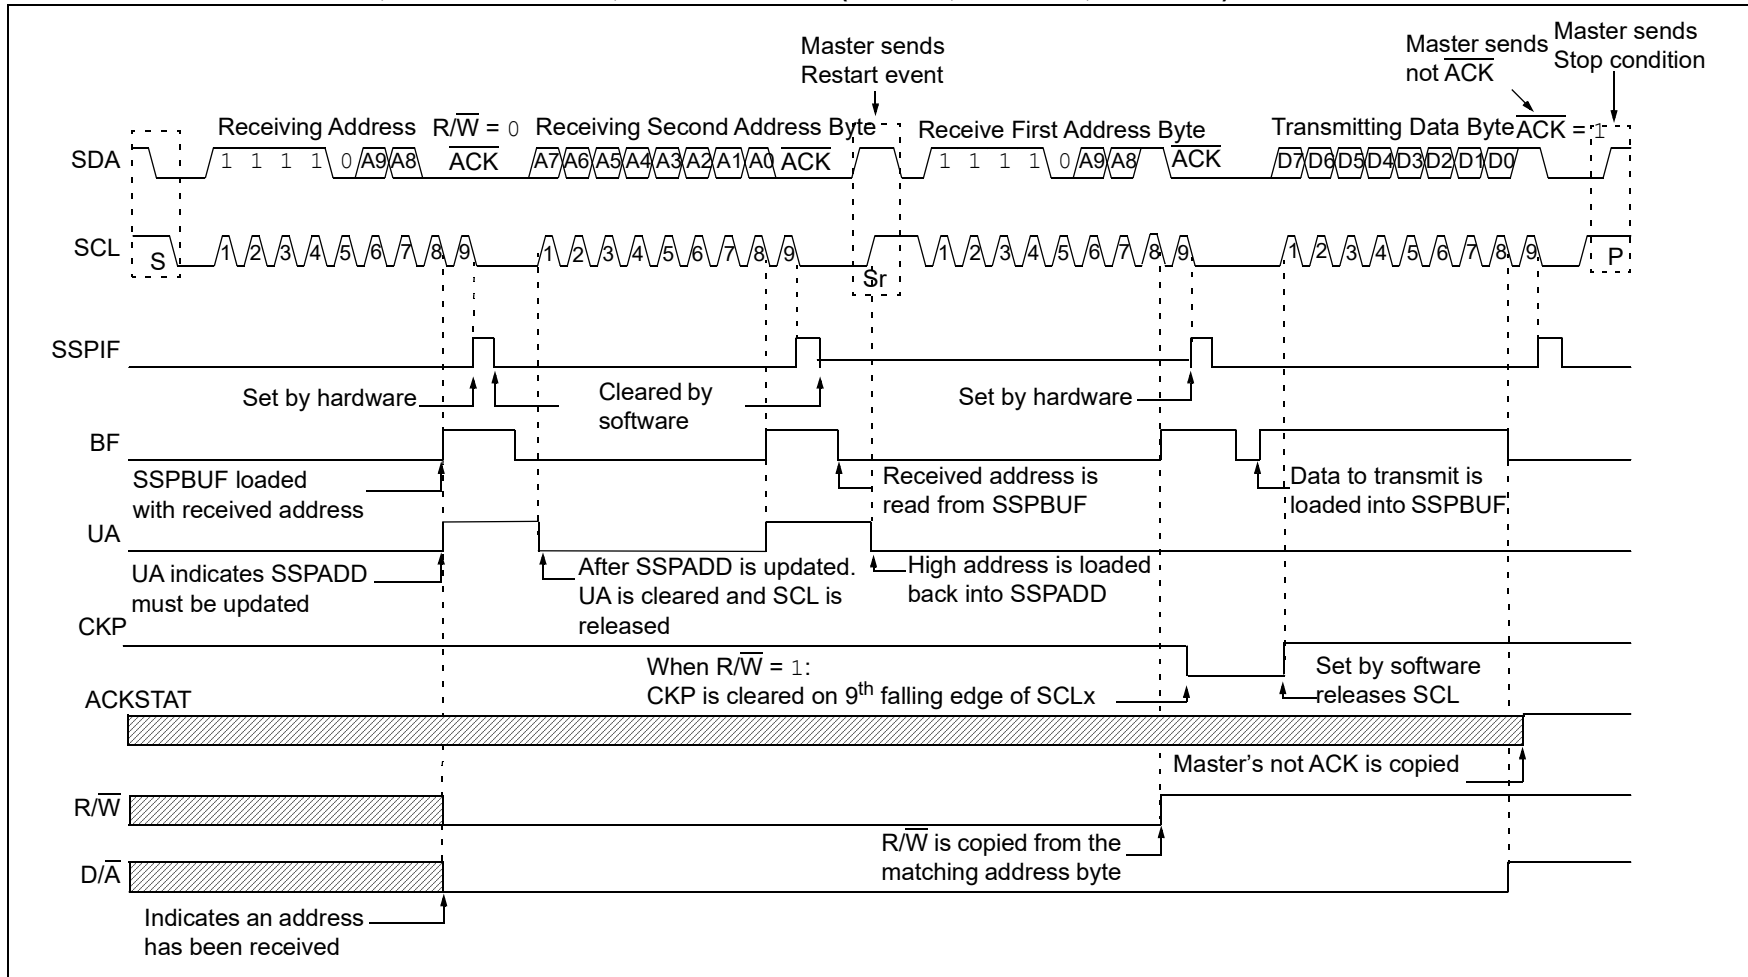 Master sends
Restart event
Master sends
not ACK
Master sends
Stop condition
Receiving Address R/W = 0 Receiving Second Address Byte Receive First Address Byte Transmitting Data Byte ACK = 1
SDA 1 1 1 1 0 A9 A8 ACK A7 A6 A5 A4 A3 A2 A1 A0 ACK 1 1 1 1 0 A9 A8 ACK D7 D6 D5 D4 D3 D2 D1 D0
SCL S 1 2 3 4 5 6 7 8 9 1 2 3 4 5 6 7 8 9 Sr 1 2 3 4 5 6 7 8 9 1 2 3 4 5 6 7 8 9 P
SSPIF
Set by hardware
Cleared by
software
Set by hardware
BF
SSPBUF loaded
with received address
Received address is
read from SSPBUF
Data to transmit is
loaded into SSPBUF
UA
UA indicates SSPADD
must be updated
After SSPADD is updated.
UA is cleared and SCL is
released
High address is loaded
back into SSPADD
CKP
When R/W = 1:
CKP is cleared on 9th falling edge of SCLx
Set by software
releases SCL
ACKSTAT
Master's not ACK is copied
R/W
R/W is copied from the
matching address byte
D/A
Indicates an address
has been received